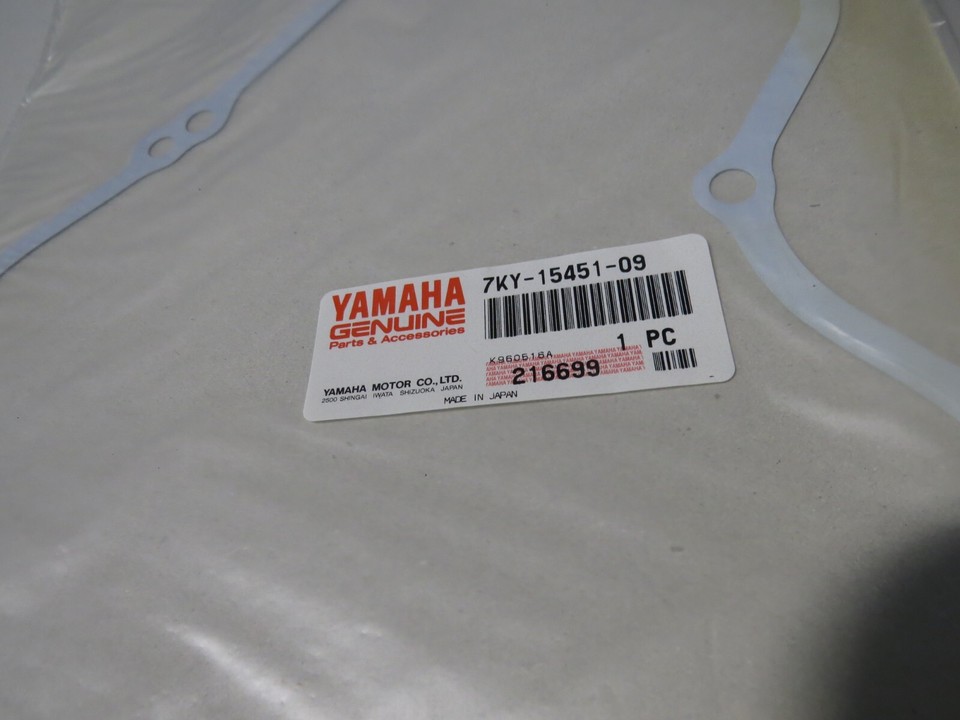 YAMAHA
GENUINE
Parts & Accessories
7KY-15451-09
1 PC
K960516A
216699
YAMAHA MOTOR CO., LTD.
2500 SHINGAI IWATA SHIZUOKA JAPAN
MADE IN JAPAN